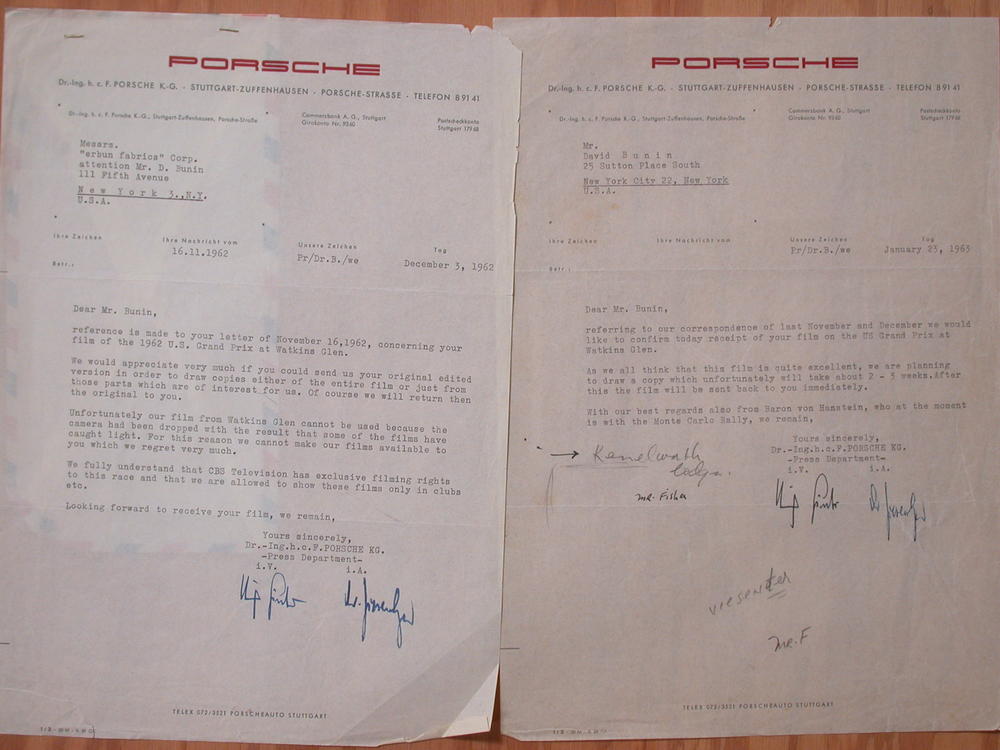 PORSCHE
Dr.-Ing. h. c. F. PORSCHE K.-G. · STUTTGART-ZUFFENHAUSEN · PORSCHE-STRASSE · TELEFON 8 91 41
Dr.-Ing. h. c. F. Porsche K.-G., Stuttgart-Zuffenhausen, Porsche-Straße
Commerzbank A. G., Stuttgart
Girokonto Nr. 9360
Postscheckkonto
Stuttgart 179 68
Messrs.
"erbun fabrics" Corp.
attention Mr. D. Bunin
111 Fifth Avenue
New York 3.,N.Y.
U.S.A.
Ihre Zeichen
Ihre Nachricht vom
16.11.1962
Unsere Zeichen
Pr/Dr.B./we
Tag
December 3, 1962
Betr.:
Dear Mr. Bunin,
reference is made to your letter of November 16,1962, concerning your
film of the 1962 U.S. Grand Prix at Watkins Glen.
We would appreciate very much if you could send us your original edited
version in order to draw copies either of the entire film or just from
those parts which are of interest for us. Of course we will return then
the original to you.
Unfortunately our film from Watkins Glen cannot be used because the
camera had been dropped with the result that some of the films have
caught light. For this reason we cannot make our films available to
you which we regret very much.
We fully understand that CBS Television has exclusive filming rights
to this race and that we are allowed to show these films only in clubs
etc.
Looking forward to receive your film, we remain,
Yours sincerely,
Dr.-Ing.h.c.F.PORSCHE KG.
-Press Department-
i.V. i.A.
TELEX 072/3521 PORSCHEAUTO STUTTGART
PORSCHE
Dr.-Ing. h. c. F. PORSCHE K.-G. · STUTTGART-ZUFFENHAUSEN · PORSCHE-STRASSE · TELEFON 8 91 41
Dr.-Ing. h. c. F. Porsche K.-G., Stuttgart-Zuffenhausen, Porsche-Straße
Commerzbank A. G., Stuttgart
Girokonto Nr. 9360
Postscheckkonto
Stuttgart 179 68
Mr.
David Bunin
25 Sutton Place South
New York City 22, New York
U.S.A.
Ihre Zeichen
Ihre Nachricht vom
Unsere Zeichen
Pr/Dr.B./we
Tag
January 23, 1963
Betr.:
Dear Mr. Bunin,
referring to our correspondence of last November and December we would
like to confirm today receipt of your film on the US Grand Prix at
Watkins Glen.
As we all think that this film is quite excellent, we are planning
to draw a copy which unfortunately will take about 2 - 3 weeks.After
this the film will be sent back to you immediately.
With our best regards also from Baron von Hanstein, who at the moment
is with the Monte Carlo Rally, we remain,
Yours sincerely,
Dr.-Ing.h.c.F.PORSCHE KG.
-Press Department-
i.V. i.A.
Mr. Fisher
Mr. F
TELEX 072/3521 PORSCHEAUTO STUTTGART